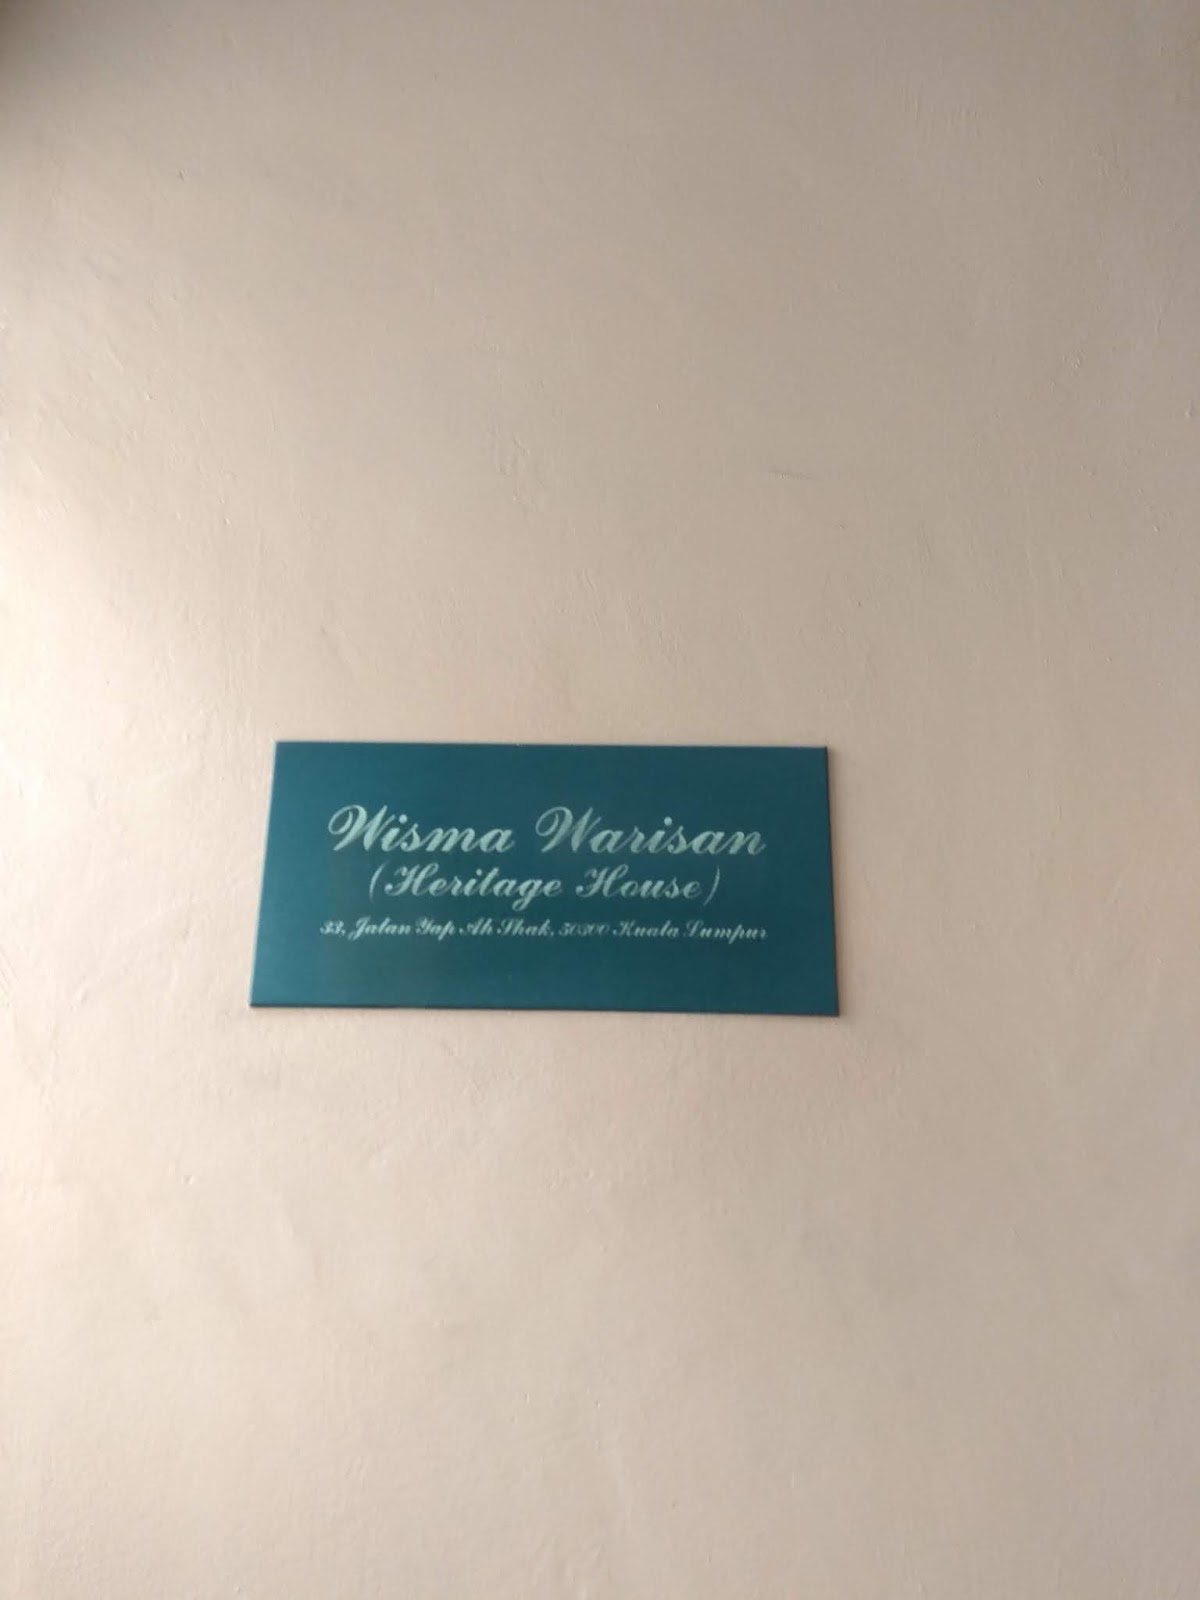 Wisma Warisan
(Heritage House)
33, Jalan Yap Ah Shak, 50300 Kuala Lumpur